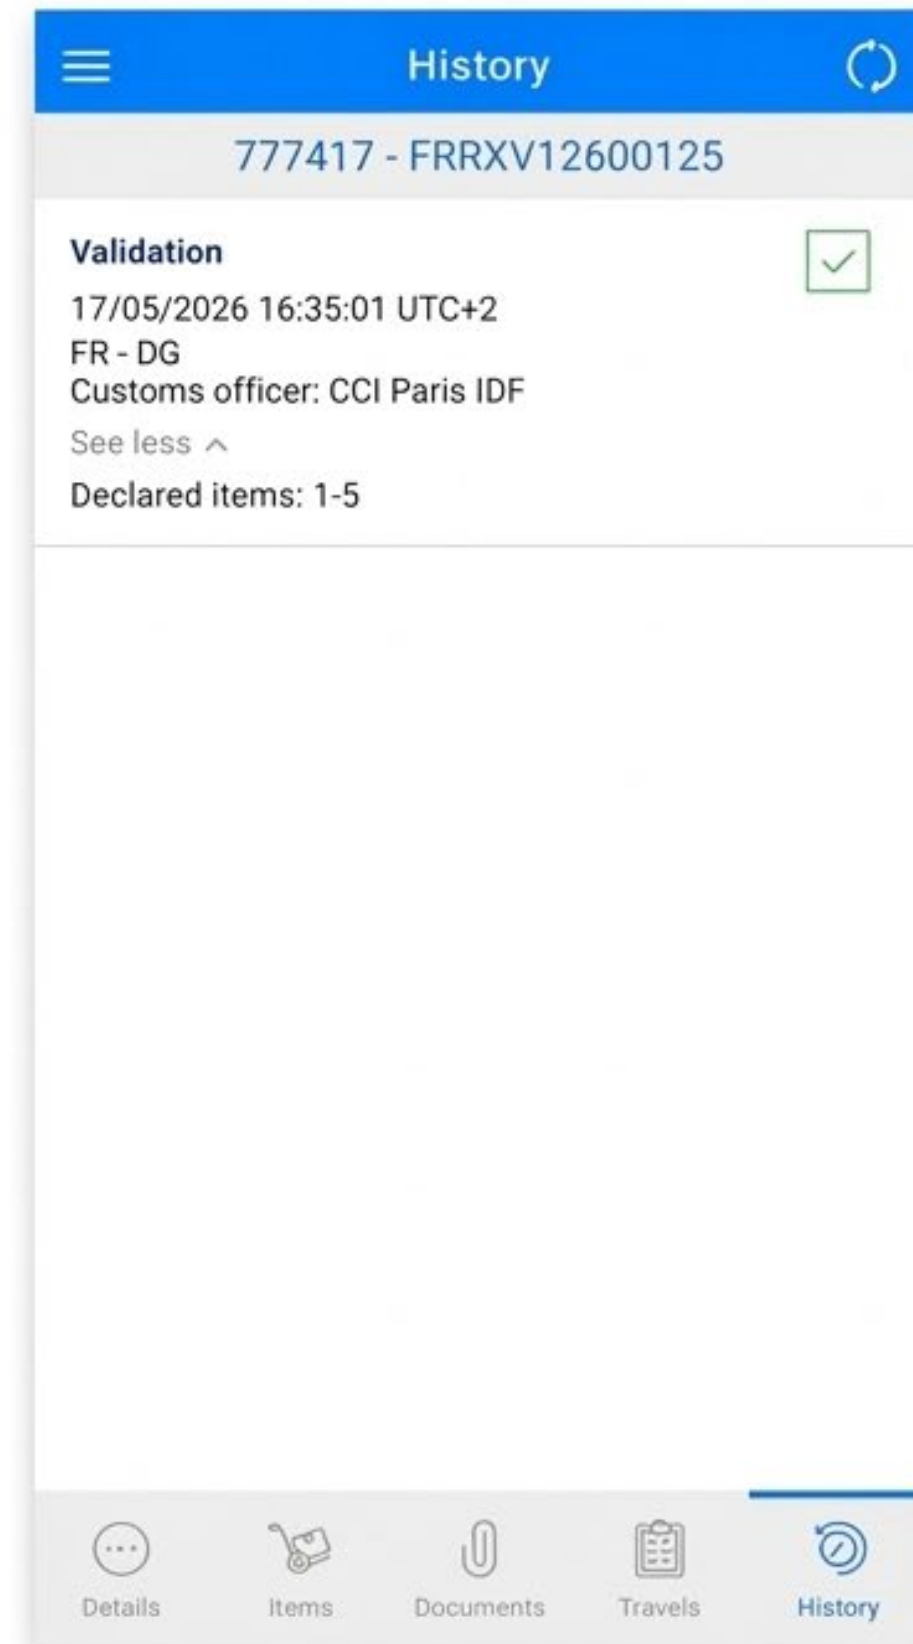 History
777417 - FRRXV12600125
Validation
17/05/2026 16:35:01 UTC+2
FR - DG
Customs officer: CCI Paris IDF
See less
Declared items: 1-5
Details
Items
Documents
Travels
History